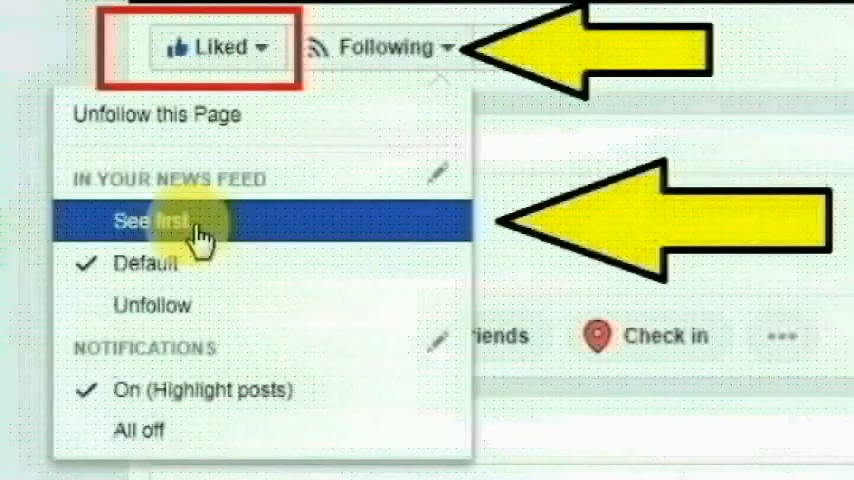 Liked Following
Unfollow this Page
IN YOUR NEWS FEED
See first
Default
Unfollow
riends Check in
NOTIFICATIONS
On (Highlight posts)
All off